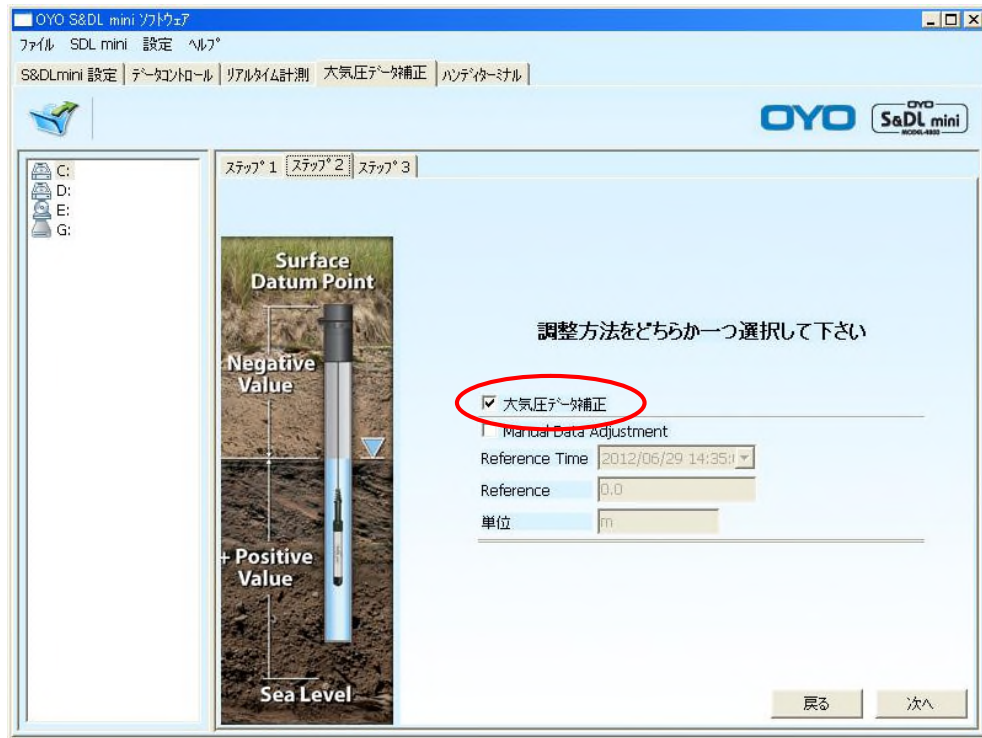 OYO S&DL mini ソフトウェア
ファイル SDL mini 設定 ヘルプ
S&DLmini 設定 データコントロール リアルタイム計測 大気圧データ補正 ハンディターミナル
OYO OYO S&DL mini MODEL-4800
C:
D:
E:
G:
ステップ 1 ステップ 2 ステップ 3
Surface
Datum Point
Negative
Value
+ Positive
Value
Sea Level
調整方法をどちらか一つ選択して下さい
大気圧データ補正
Manual Data Adjustment
Reference Time 2012/06/29 14:35:
Reference 0.0
単位 m
戻る 次へ